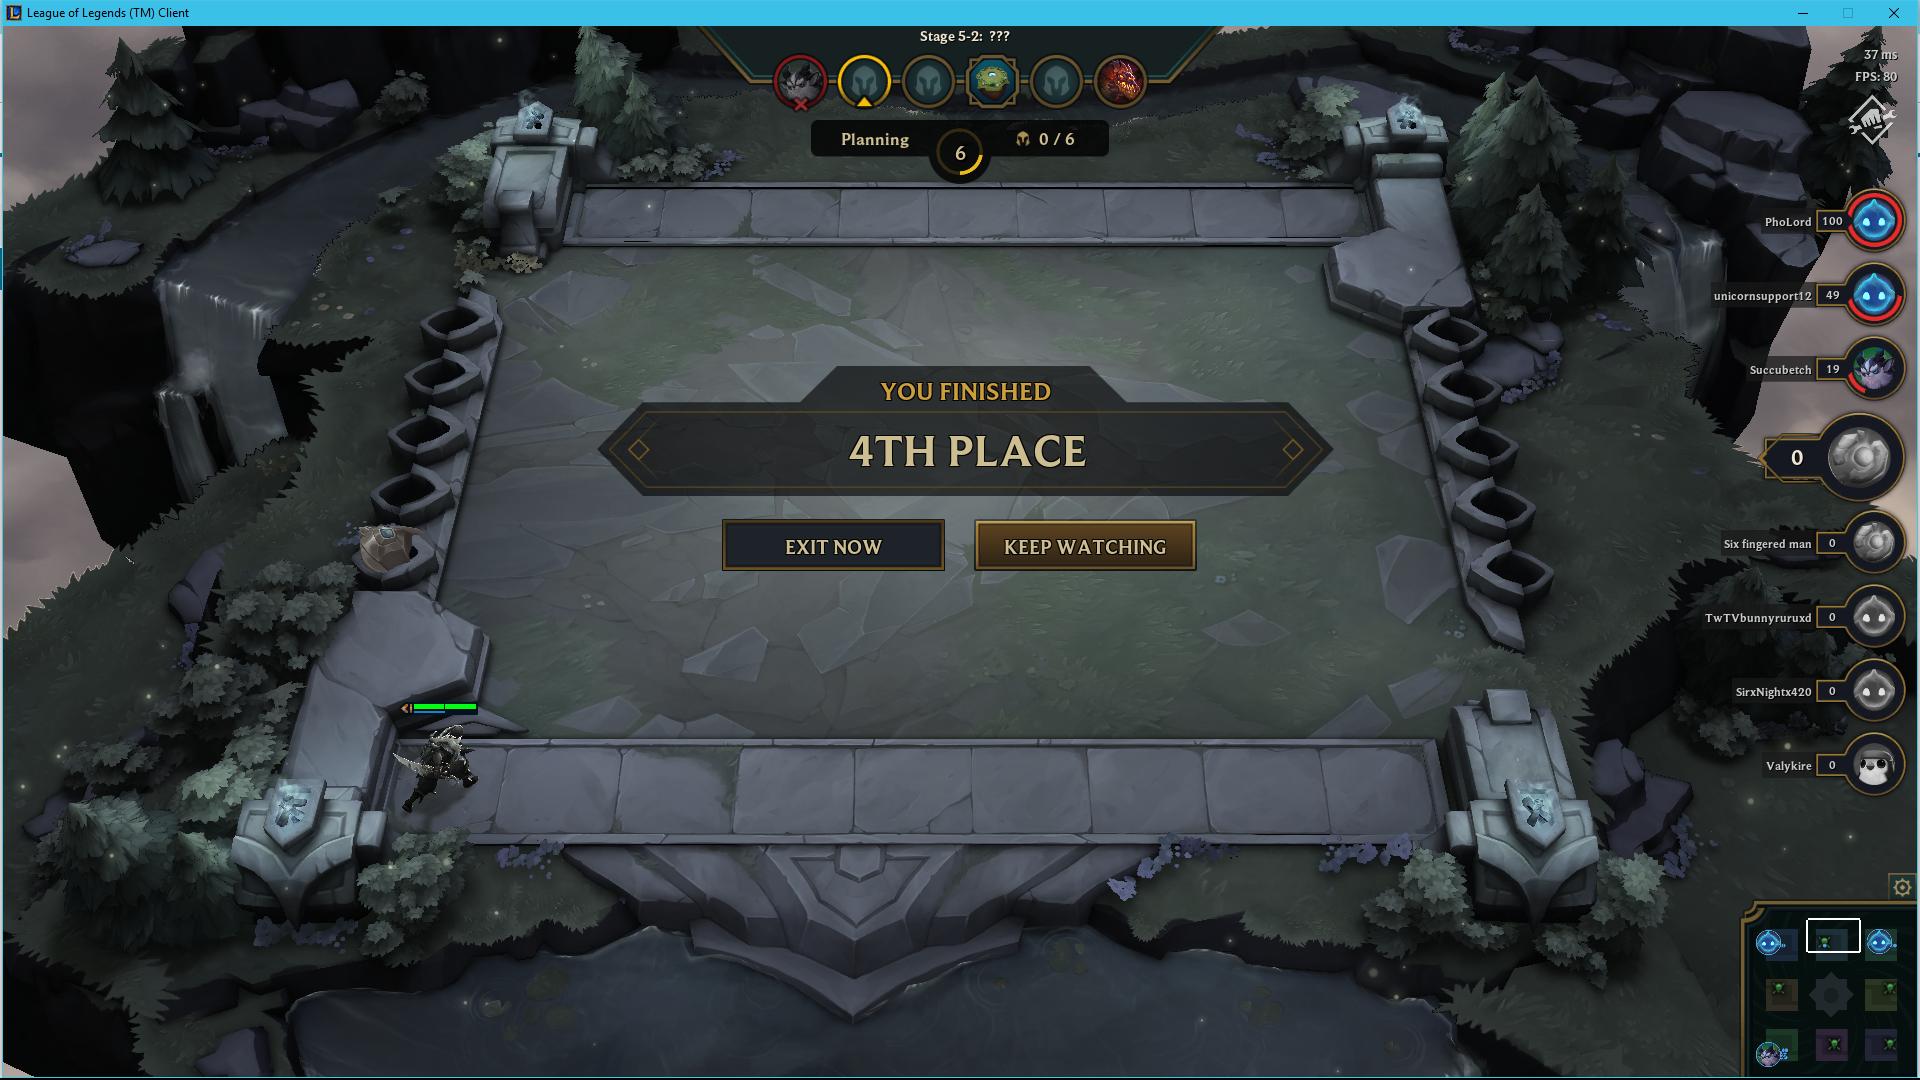 League of Legends (TM) Client
Stage 5-2: ???
37 ms
FPS: 80
Planning
6
0 / 6
PhoLord 100
unicornsupport12 49
Succubetch 19
0
Six fingered man 0
TwTVbunnyruruxd 0
SirxNightx420 0
Valykire 0
YOU FINISHED
4TH PLACE
EXIT NOW
KEEP WATCHING